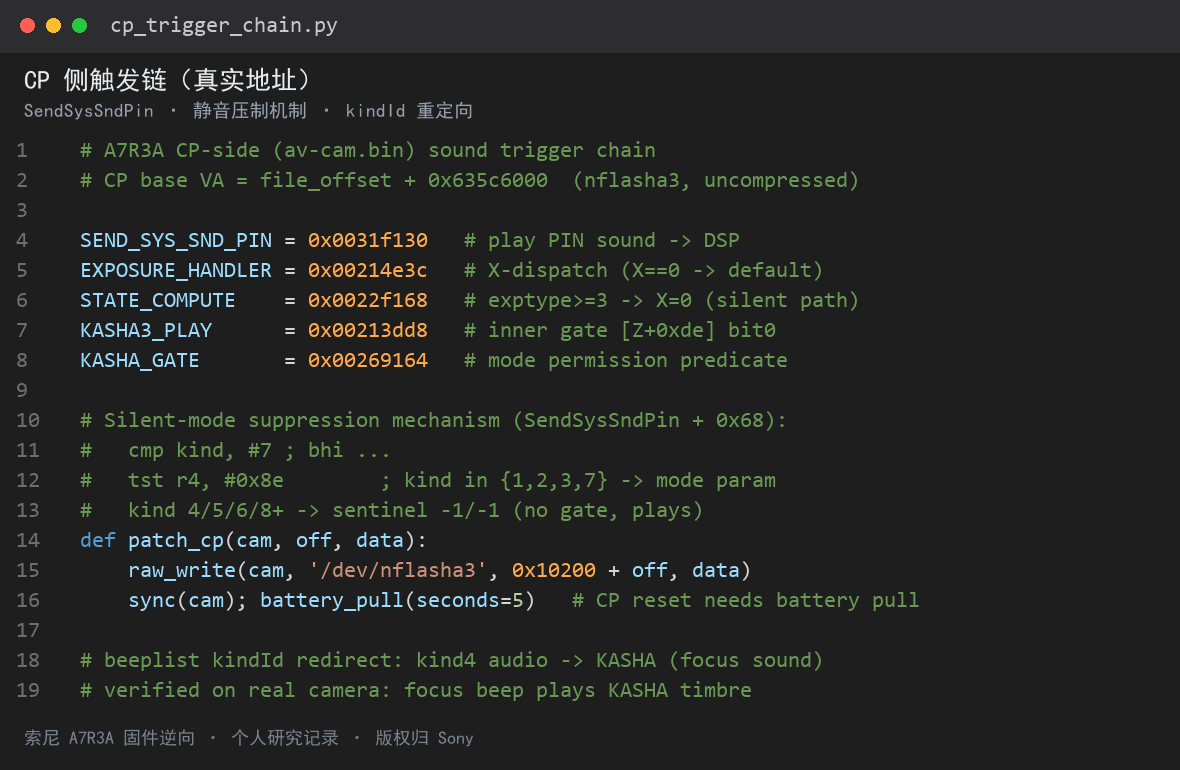 cp_trigger_chain.py
CP 侧触发链（真实地址）
SendSysSndPin · 静音压制机制 · kindId 重定向
1 # A7R3A CP-side (av-cam.bin) sound trigger chain
2 # CP base VA = file_offset + 0x635c6000 (nflasha3, uncompressed)
3
4 SEND_SYS_SND_PIN = 0x0031f130 # play PIN sound -> DSP
5 EXPOSURE_HANDLER = 0x00214e3c # X-dispatch (X==0 -> default)
6 STATE_COMPUTE = 0x0022f168 # exptype>=3 -> X=0 (silent path)
7 KASHA3_PLAY = 0x00213dd8 # inner gate [Z+0xde] bit0
8 KASHA_GATE = 0x00269164 # mode permission predicate
9
10 # Silent-mode suppression mechanism (SendSysSndPin + 0x68):
11 # cmp kind, #7 ; bhi ...
12 # tst r4, #0x8e ; kind in {1,2,3,7} -> mode param
13 # kind 4/5/6/8+ -> sentinel -1/-1 (no gate, plays)
14 def patch_cp(cam, off, data):
15 raw_write(cam, '/dev/nflasha3', 0x10200 + off, data)
16 sync(cam); battery_pull(seconds=5) # CP reset needs battery pull
17
18 # beeplist kindId redirect: kind4 audio -> KASHA (focus sound)
19 # verified on real camera: focus beep plays KASHA timbre
索尼 A7R3A 固件逆向 · 个人研究记录 · 版权归 Sony